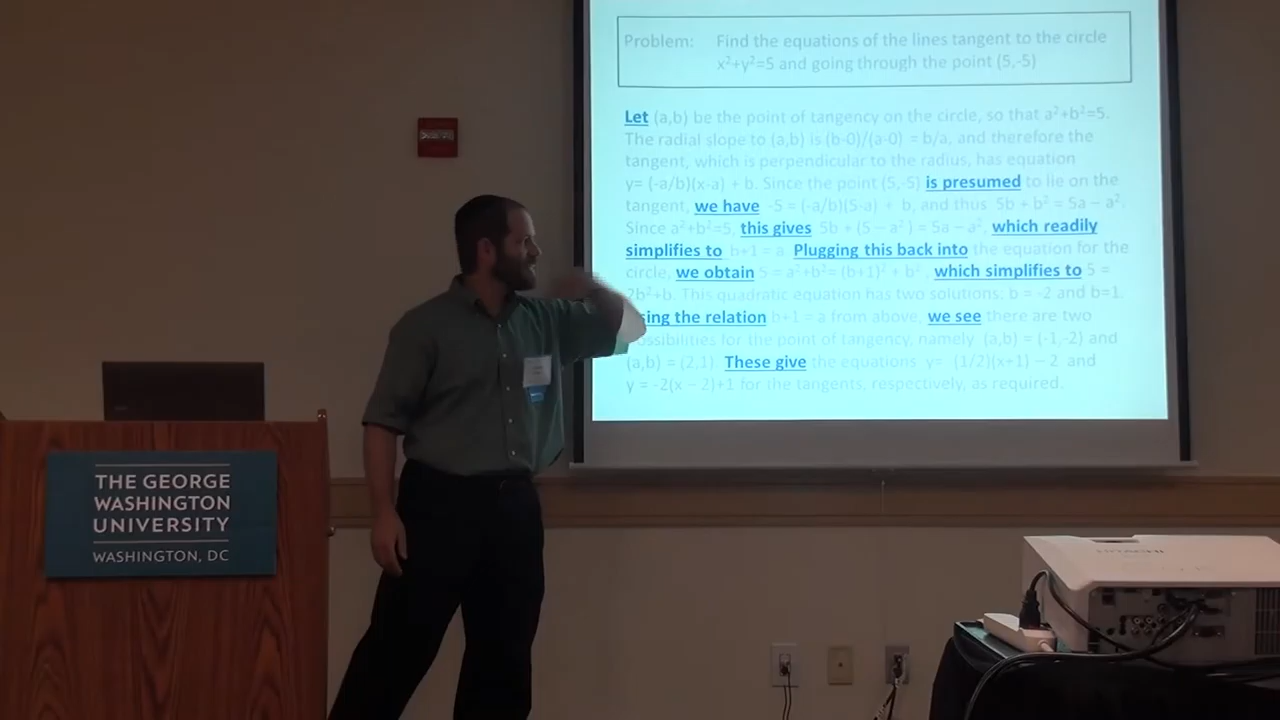 Problem: Find the equations of the lines tangent to the circle
x²+y²=5 and going through the point (5,-5)
Let (a,b) be the point of tangency on the circle, so that a²+b²=5.
The radial slope to (a,b) is (b-0)/(a-0) = b/a, and therefore the
tangent, which is perpendicular to the radius, has equation
y= (-a/b)(x-a) + b. Since the point (5,-5) is presumed to lie on the
tangent, we have -5 = (-a/b)(5-a) + b, and thus 5b + b² = 5a – a².
Since a²+b²=5, this gives 5b + (5 – a² ) = 5a – a², which readily
simplifies to b+1 = a. Plugging this back into the equation for the
circle, we obtain 5 = a²+b²= (b+1)² + b², which simplifies to 5 =
2b²+b. This quadratic equation has two solutions: b = -2 and b=1.
ing the relation b+1 = a from above, we see there are two
ossibilities for the point of tangency, namely (a,b) = (-1,-2) and
(a,b) = (2,1). These give the equations y= (1/2)(x+1) – 2 and
y = -2(x – 2)+1 for the tangents, respectively, as required.
THE GEORGE
WASHINGTON
UNIVERSITY
WASHINGTON, DC
HITACHI